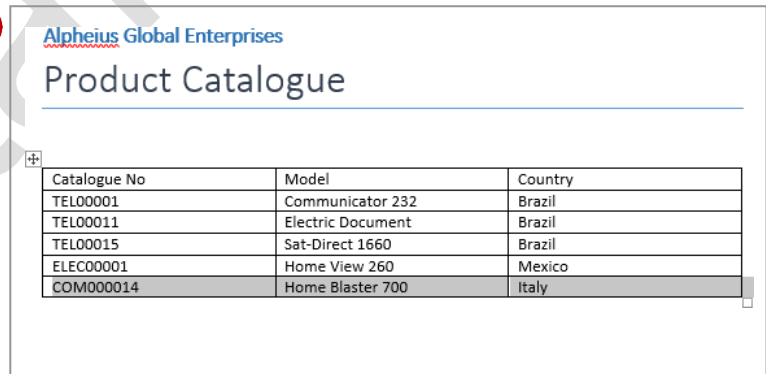 Alpheius Global Enterprises
Product Catalogue
Catalogue No Model Country
TEL00001 Communicator 232 Brazil
TEL00011 Electric Document Brazil
TEL00015 Sat-Direct 1660 Brazil
ELEC00001 Home View 260 Mexico
COM000014 Home Blaster 700 Italy